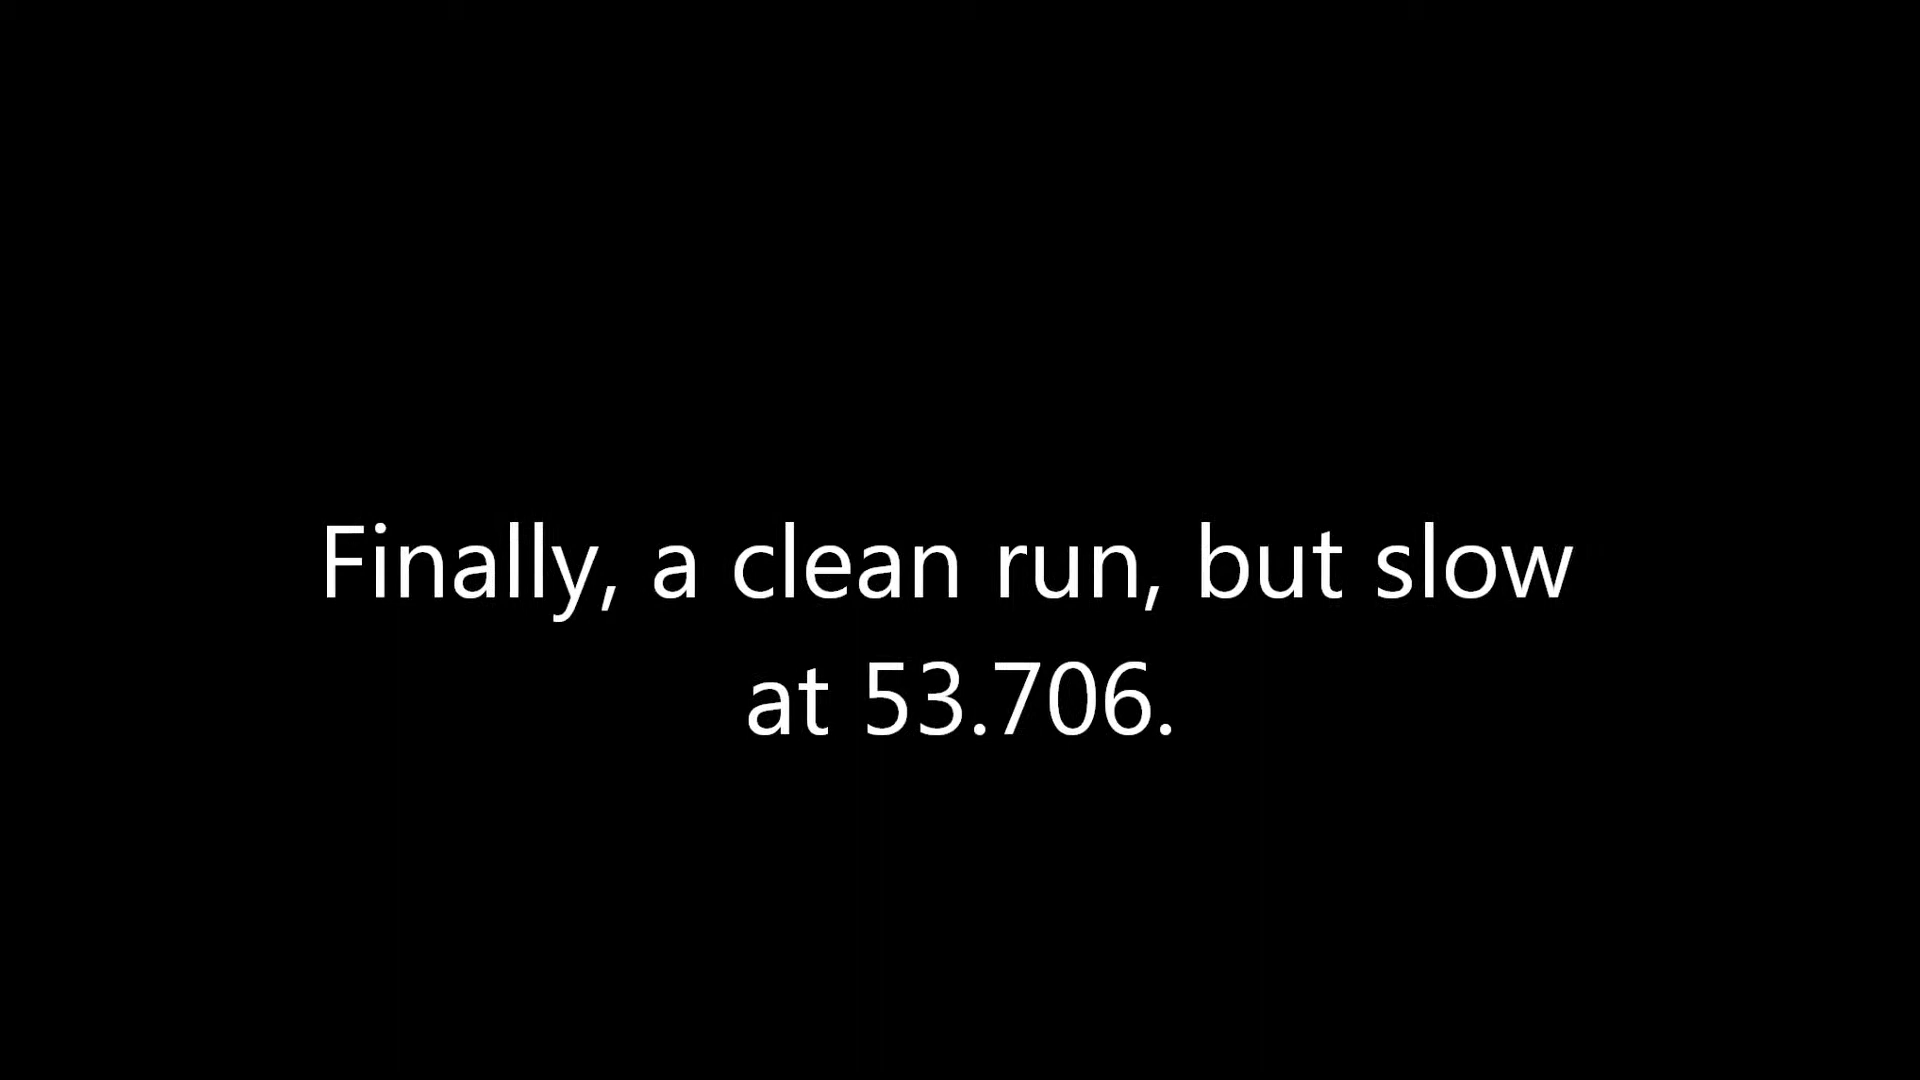 Finally, a clean run, but slow
at 53.706.